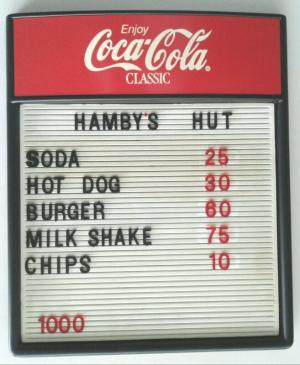 Enjoy
Coca-Cola
CLASSIC
HAMBY'S HUT
SODA 25
HOT DOG 30
BURGER 60
MILK SHAKE 75
CHIPS 10
1000